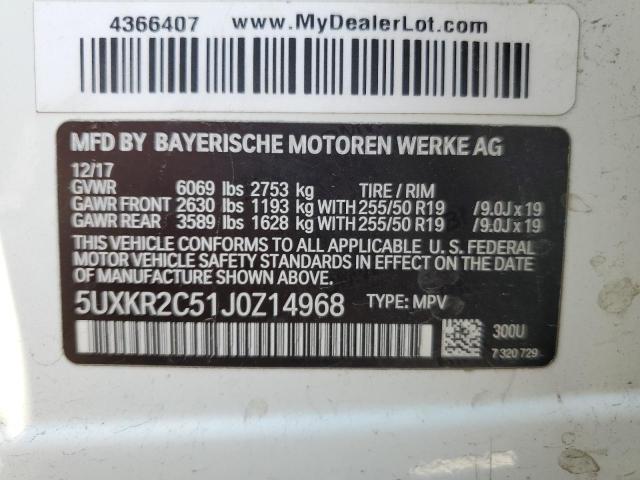 4366407 www.MyDealerLot.com
MFD BY BAYERISCHE MOTOREN WERKE AG
12/17
GVWR 6069 lbs 2753 kg TIRE / RIM
GAWR FRONT 2630 lbs 1193 kg WITH 255/50 R19 /9.0J x 19
GAWR REAR 3589 lbs 1628 kg WITH 255/50 R19 /9.0J x 19
THIS VEHICLE CONFORMS TO ALL APPLICABLE U. S. FEDERAL
MOTOR VEHICLE SAFETY STANDARDS IN EFFECT ON THE DATE
OF MANUFACTURE SHOWN ABOVE.
5UXKR2C51J0Z14968 TYPE: MPV
300U
7 320 729